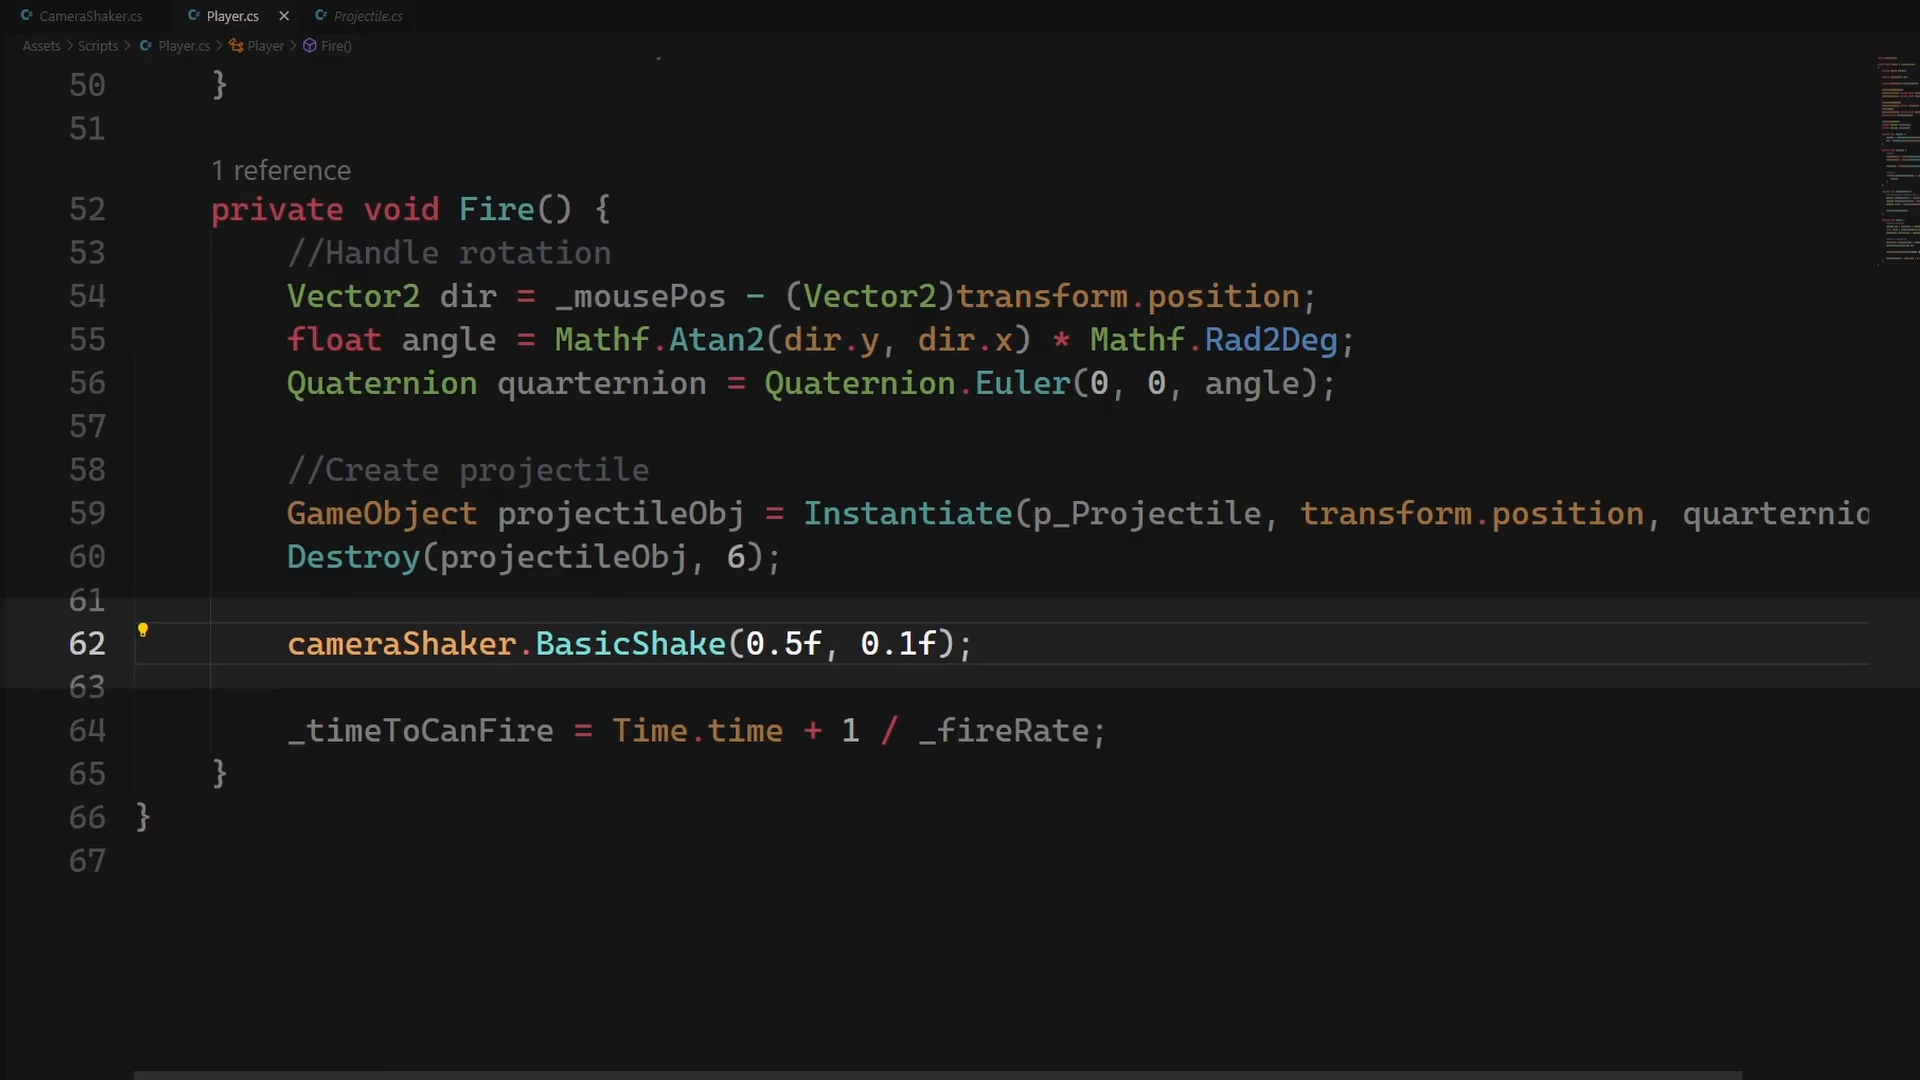 CameraShaker.cs Player.cs Projectile.cs
Assets > Scripts > Player.cs > Player > Fire()
50 }
51
1 reference
52 private void Fire() {
53 //Handle rotation
54 Vector2 dir = _mousePos - (Vector2)transform.position;
55 float angle = Mathf.Atan2(dir.y, dir.x) * Mathf.Rad2Deg;
56 Quaternion quarternion = Quaternion.Euler(0, 0, angle);
57
58 //Create projectile
59 GameObject projectileObj = Instantiate(p_Projectile, transform.position, quarternio
60 Destroy(projectileObj, 6);
61
62 cameraShaker.BasicShake(0.5f, 0.1f);
63
64 _timeToCanFire = Time.time + 1 / _fireRate;
65 }
66 }
67